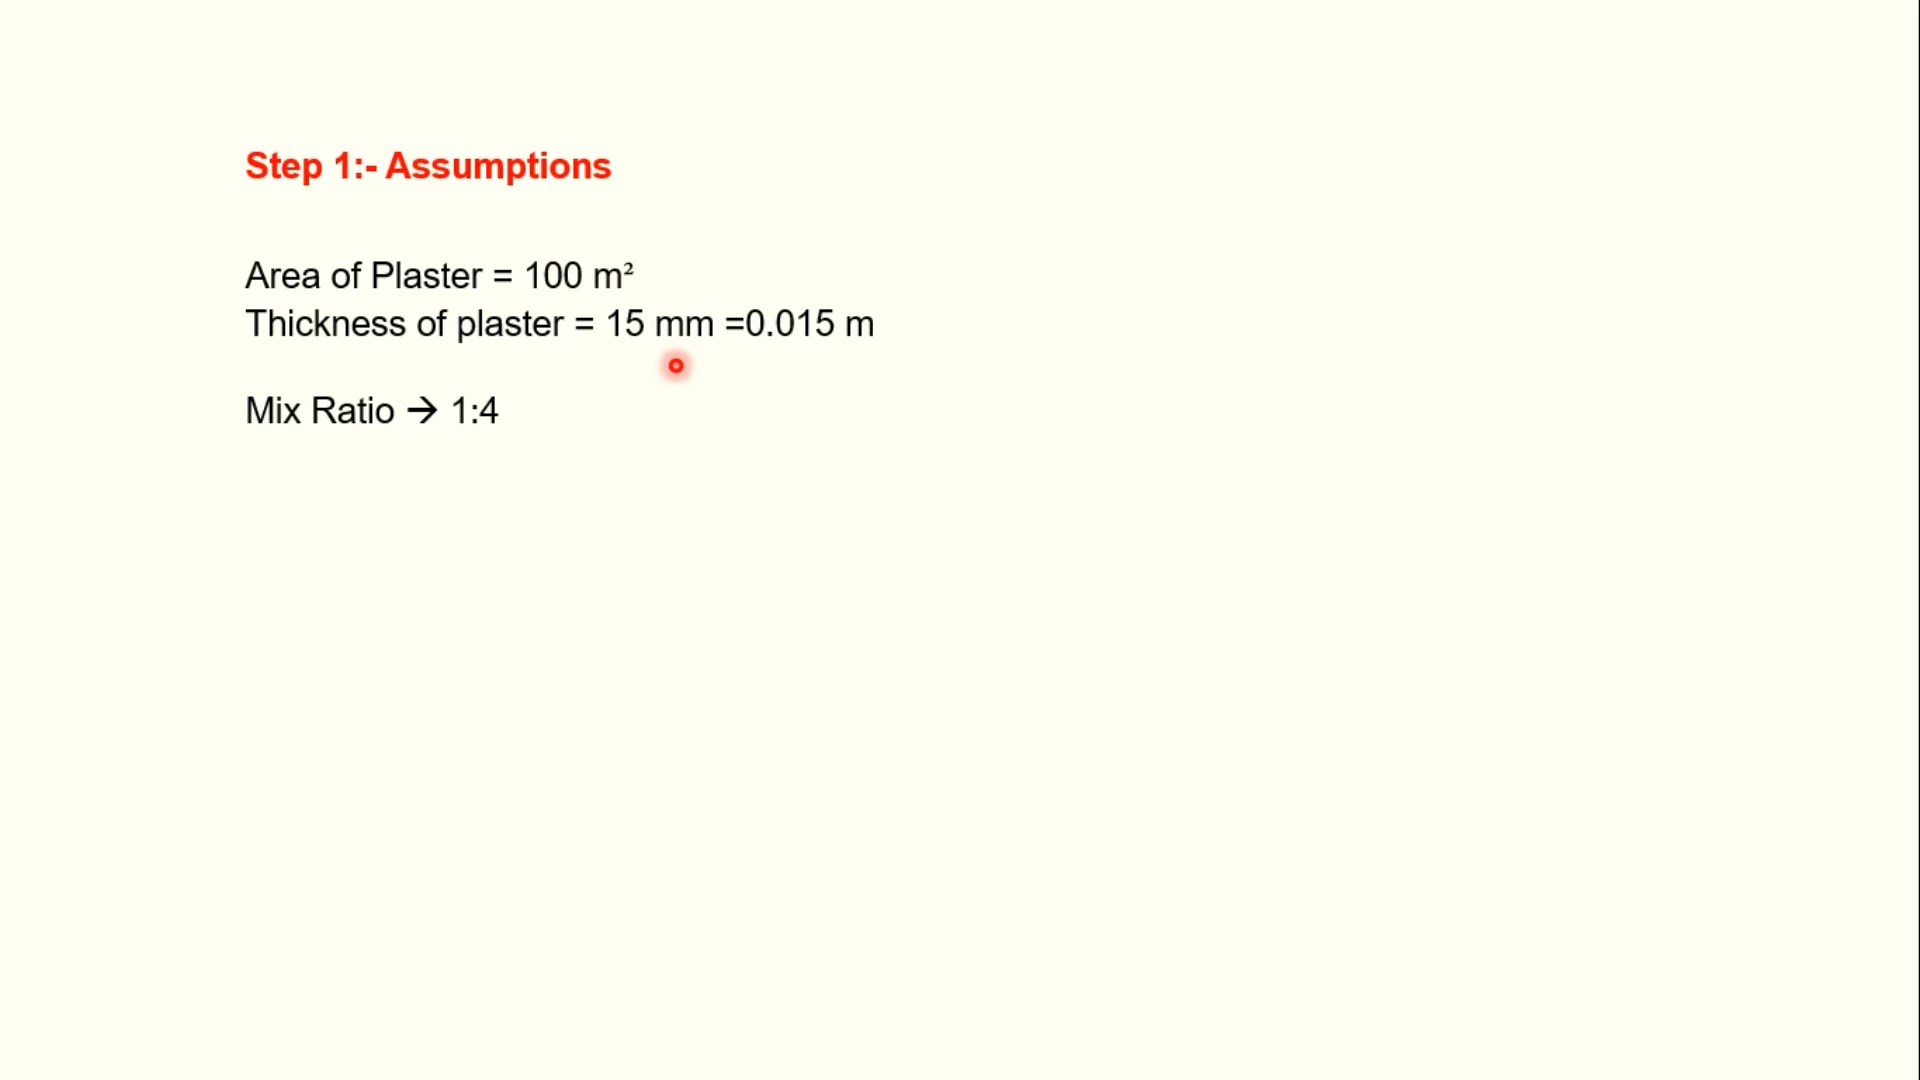 Step 1:- Assumptions
Area of Plaster = 100 m²
Thickness of plaster = 15 mm =0.015 m
Mix Ratio → 1:4